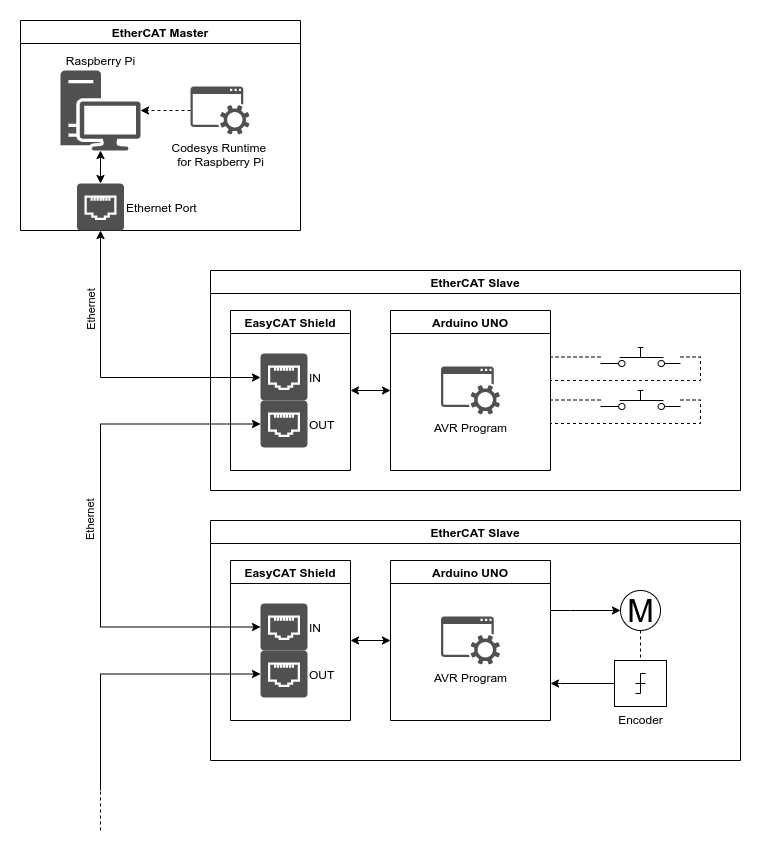 EtherCAT Master
Raspberry Pi
Codesys Runtime
for Raspberry Pi
Ethernet Port
Ethernet
EtherCAT Slave
EasyCAT Shield
Arduino UNO
IN
OUT
AVR Program
Ethernet
EtherCAT Slave
EasyCAT Shield
Arduino UNO
M
IN
OUT
AVR Program
Encoder